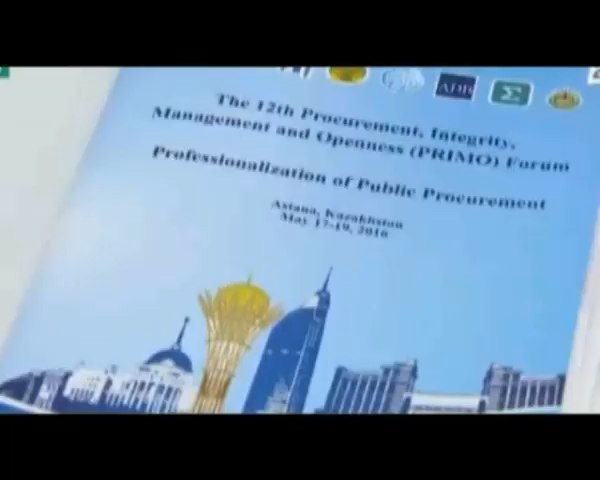 ADB
The 12th Procurement, Integrity,
Management and Openness (PRIMO) Forum
Professionalization of Public Procurement
Astana, Kazakhstan
May 17-19, 2016